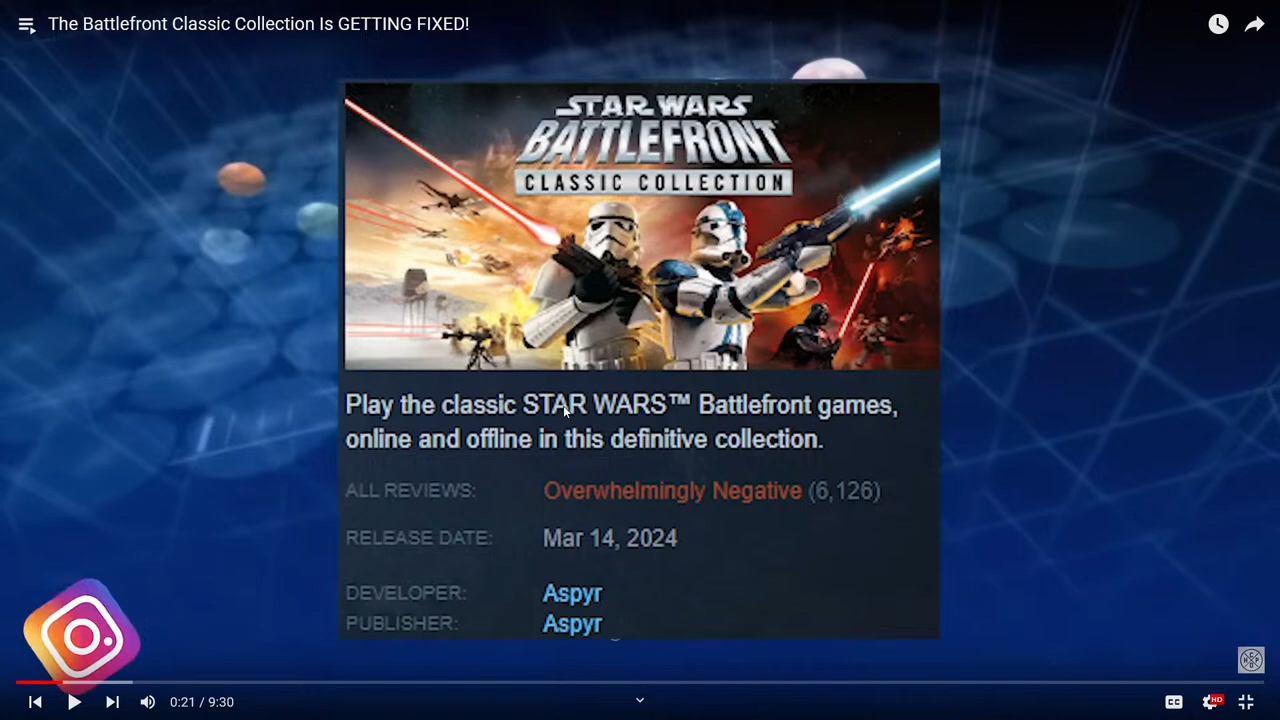 The Battlefront Classic Collection Is GETTING FIXED!
STAR WARS
BATTLEFRONT
CLASSIC COLLECTION
Play the classic STAR WARS™ Battlefront games,
online and offline in this definitive collection.
ALL REVIEWS: Overwhelmingly Negative (6,126)
RELEASE DATE: Mar 14, 2024
DEVELOPER: Aspyr
PUBLISHER: Aspyr
0:21 / 9:30
CC
HD